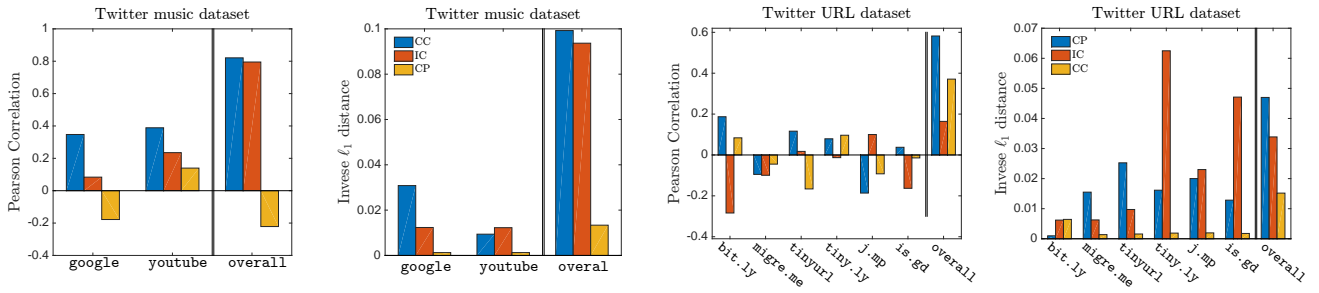 Twitter music dataset
Pearson Correlation
1
0.8
0.6
0.4
0.2
0
-0.2
-0.4
google
youtube
overall
Twitter music dataset
Invese ℓ1 distance
0.1
0.08
0.06
0.04
0.02
0
CC
IC
CP
google
youtube
overal
Twitter URL dataset
Pearson Correlation
0.6
0.4
0.2
0
-0.2
-0.4
bit.ly
migre.me
tinyurl
tiny.ly
j.mp
is.gd
overall
Twitter URL dataset
Invese ℓ1 distance
0.07
0.06
0.05
0.04
0.03
0.02
0.01
0
CP
IC
CC
bit.ly
migre.me
tinyurl
tiny.ly
j.mp
is.gd
overall